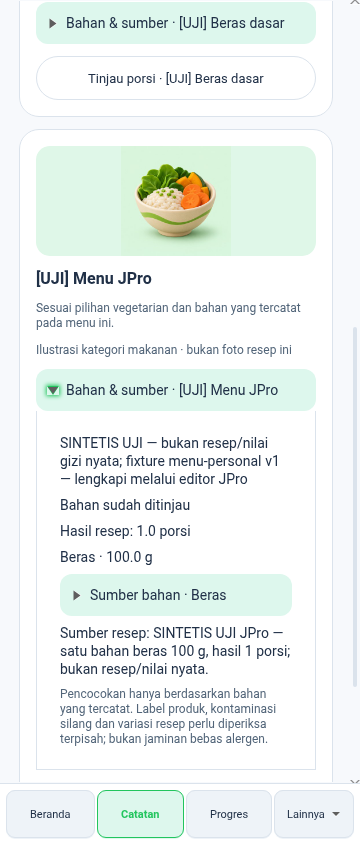 Bahan & sumber · [UJI] Beras dasar
Tinjau porsi · [UJI] Beras dasar
[UJI] Menu JPro
Sesuai pilihan vegetarian dan bahan yang tercatat
pada menu ini.
Ilustrasi kategori makanan · bukan foto resep ini
Bahan & sumber · [UJI] Menu JPro
SINTETIS UJI — bukan resep/nilai
gizi nyata; fixture menu-personal v1
— lengkapi melalui editor JPro
Bahan sudah ditinjau
Hasil resep: 1.0 porsi
Beras · 100.0 g
Sumber bahan · Beras
Sumber resep: SINTETIS UJI JPro —
satu bahan beras 100 g, hasil 1 porsi;
bukan resep/nilai nyata.
Pencocokan hanya berdasarkan bahan
yang tercatat. Label produk, kontaminasi
silang dan variasi resep perlu diperiksa
terpisah; bukan jaminan bebas alergen.
Beranda
Catatan
Progres
Lainnya